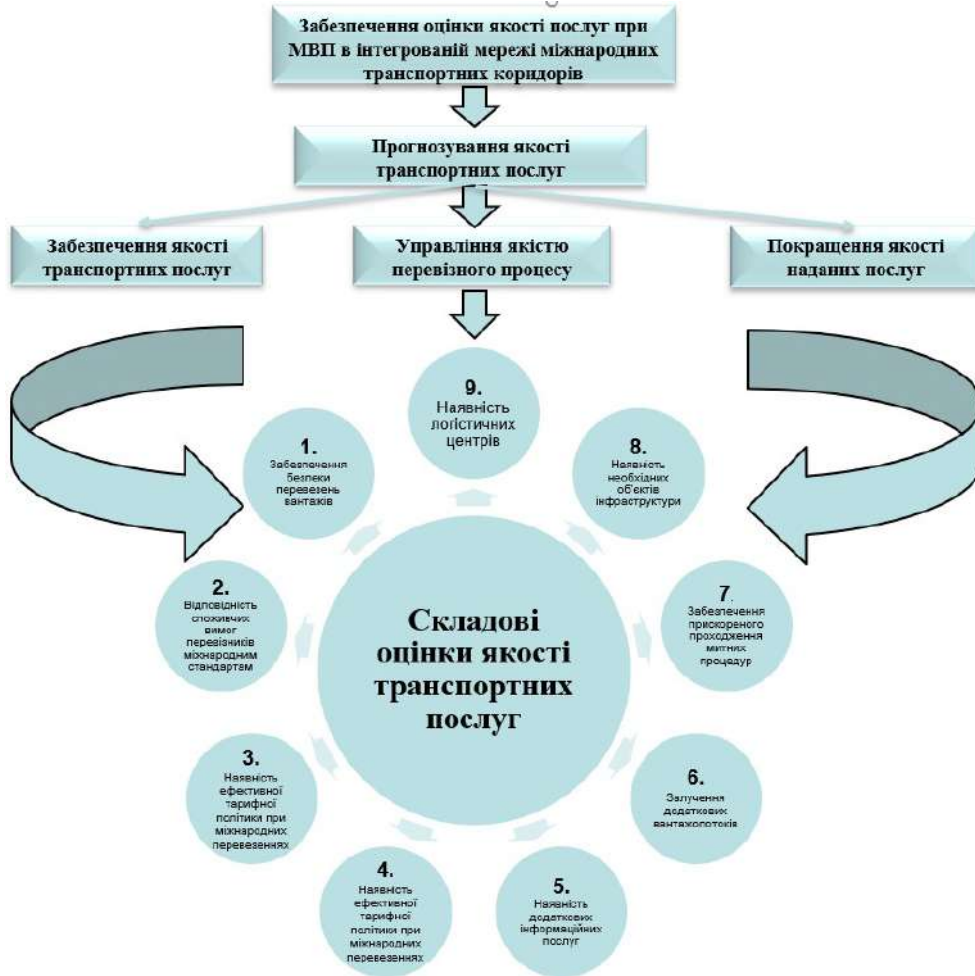 Забезпечення оцінки якості послуг при
МВП в інтегрованій мережі міжнародних
транспортних коридорів
Прогнозування якості
транспортних послуг
Забезпечення якості
транспортних послуг
Управління якістю
перевізного процесу
Покращення якості
наданих послуг
9.
Наявність
логістичних
центрів
1.
Забезпечення
безпеки
перевезень
вантажів
8.
Наявність
необхідних
об'єктів
інфраструктури
2.
Відповідність
споживчих
вимог
перевізників
міжнародним
стандартам
7.
Забезпечення
прискореного
проходження
митних
процедур
Складові
оцінки якості
транспортних
послуг
3.
Наявність
ефективної
тарифної
політики при
міжнародних
перевезеннях
6.
Залучення
додаткових
вантажопотоків
4.
Наявність
ефективної
тарифної
політики при
міжнародних
перевезеннях
5.
Наявність
додаткових
інформаційних
послуг